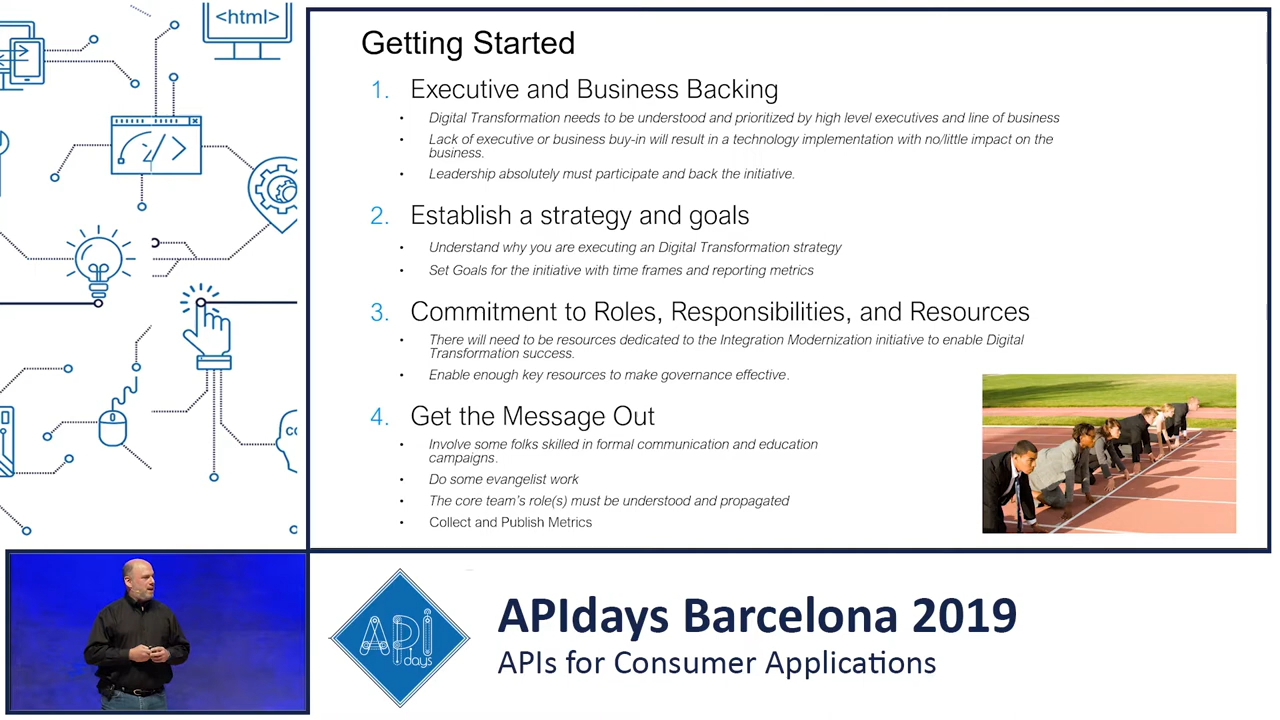 <html>
</>
Getting Started
1. Executive and Business Backing
• Digital Transformation needs to be understood and prioritized by high level executives and line of business
• Lack of executive or business buy-in will result in a technology implementation with no/little impact on the
business.
• Leadership absolutely must participate and back the initiative.
2. Establish a strategy and goals
• Understand why you are executing an Digital Transformation strategy
• Set Goals for the initiative with time frames and reporting metrics
3. Commitment to Roles, Responsibilities, and Resources
• There will need to be resources dedicated to the Integration Modernization initiative to enable Digital
Transformation success.
• Enable enough key resources to make governance effective.
4. Get the Message Out
• Involve some folks skilled in formal communication and education
campaigns.
• Do some evangelist work
• The core team's role(s) must be understood and propagated
• Collect and Publish Metrics
API
days
APIdays Barcelona 2019
APIs for Consumer Applications